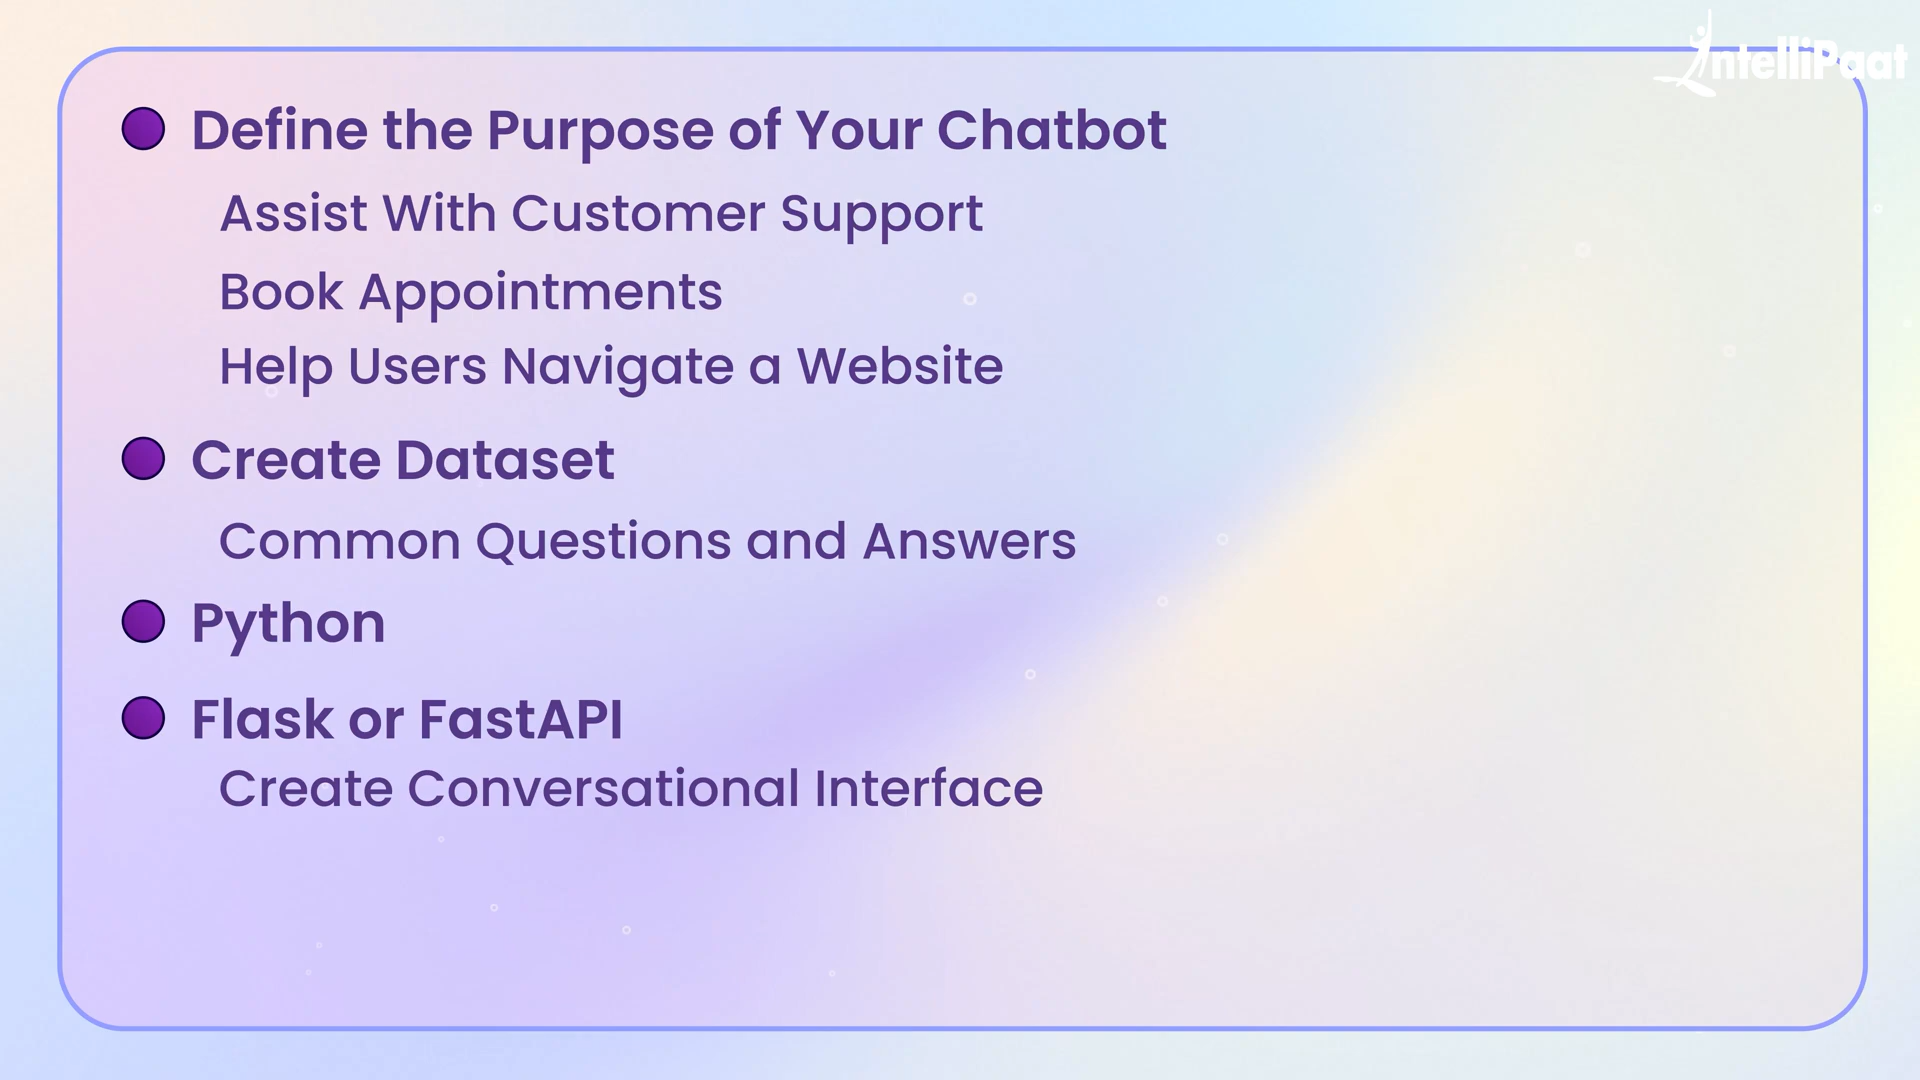 IntelliPaat
Define the Purpose of Your Chatbot
Assist With Customer Support
Book Appointments
Help Users Navigate a Website
Create Dataset
Common Questions and Answers
Python
Flask or FastAPI
Create Conversational Interface